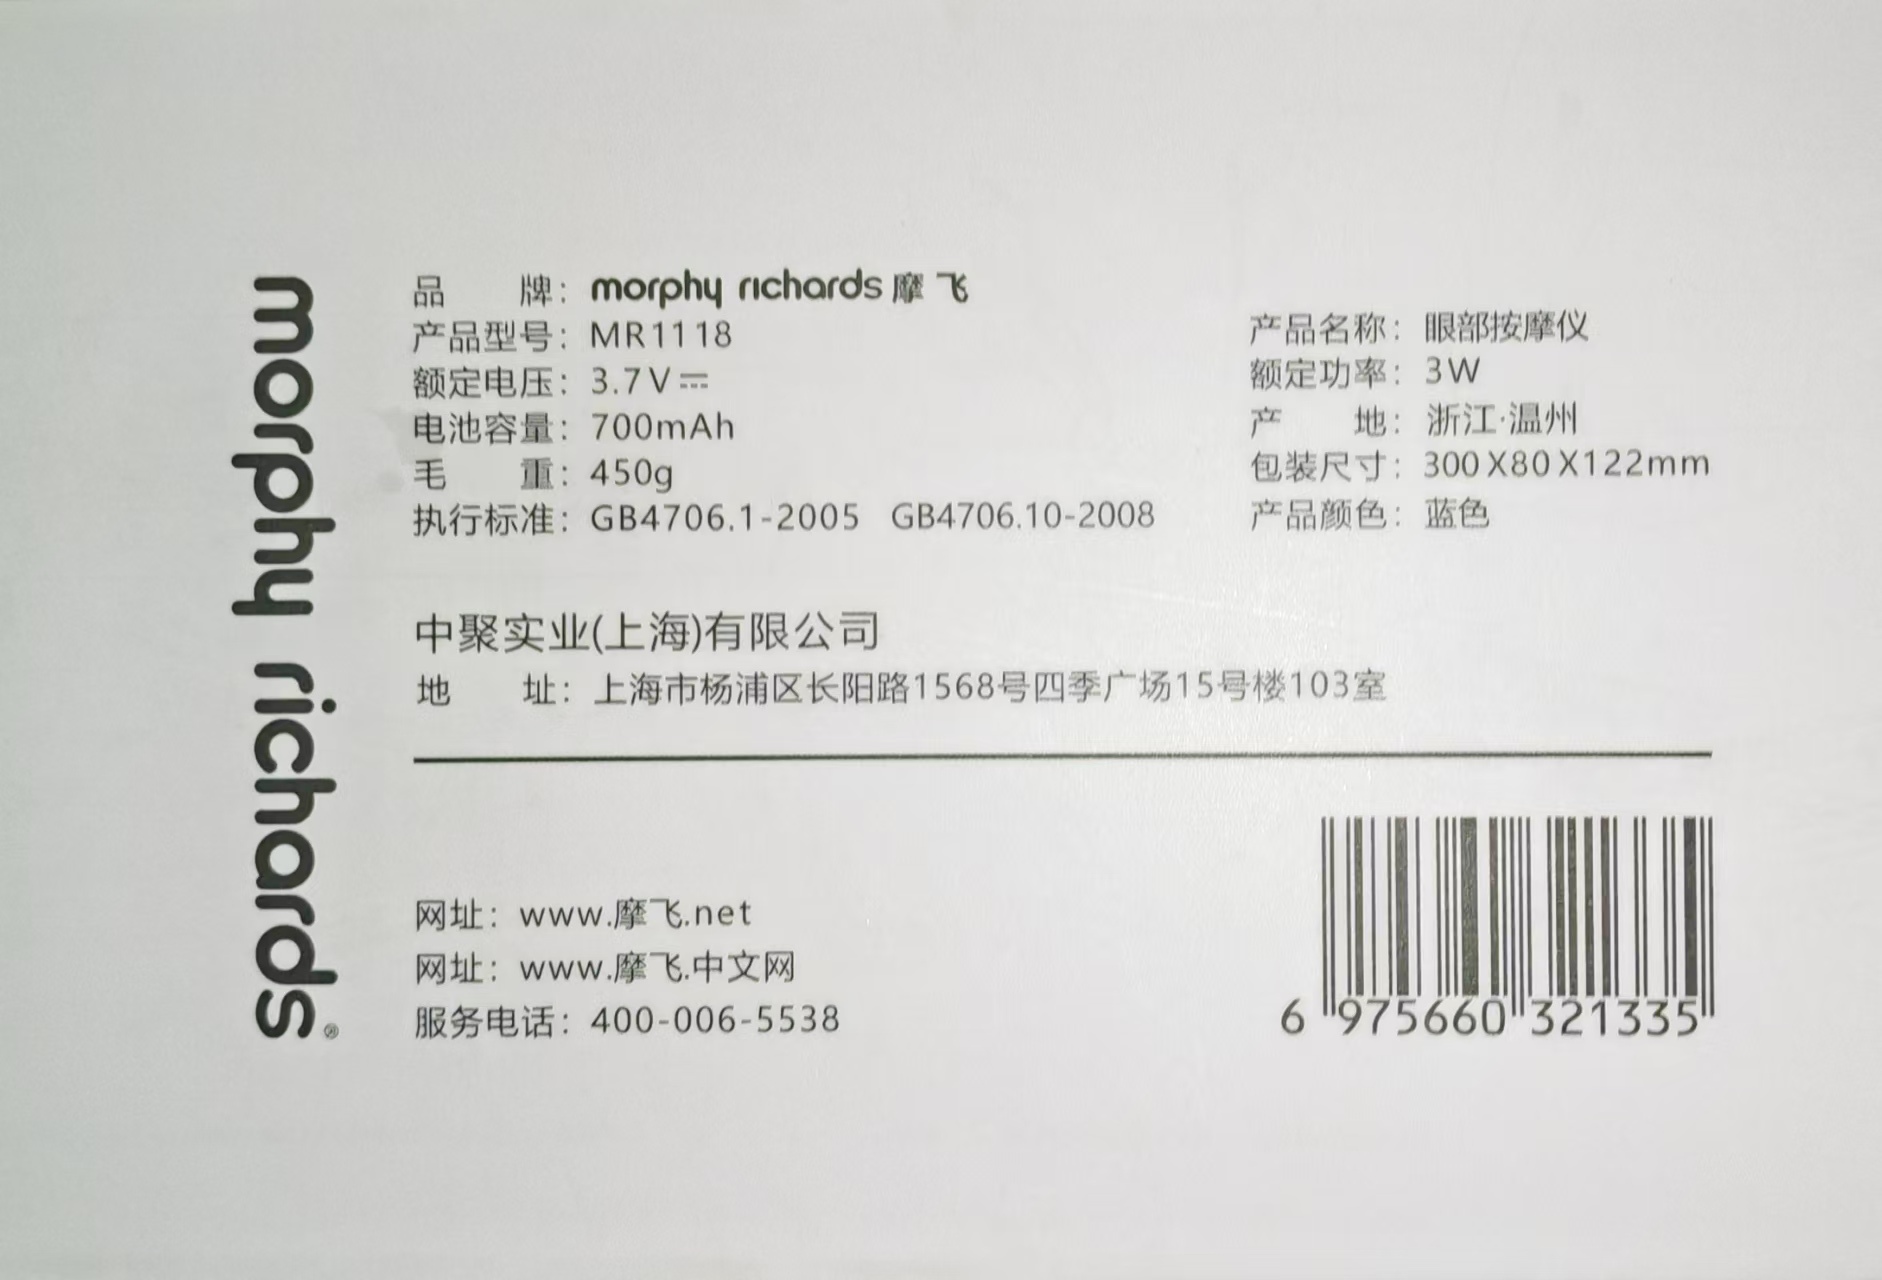 morphy richards®
品 牌：morphy richards 摩飞
产品型号：MR1118
额定电压：3.7V⎓
电池容量：700mAh
毛 重：450g
执行标准：GB4706.1-2005 GB4706.10-2008
产品名称：眼部按摩仪
额定功率：3W
产 地：浙江·温州
包装尺寸：300X80X122mm
产品颜色：蓝色
中聚实业(上海)有限公司
地 址：上海市杨浦区长阳路1568号四季广场15号楼103室
网址：www.摩飞.net
网址：www.摩飞.中文网
服务电话：400-006-5538
6 975660 321335